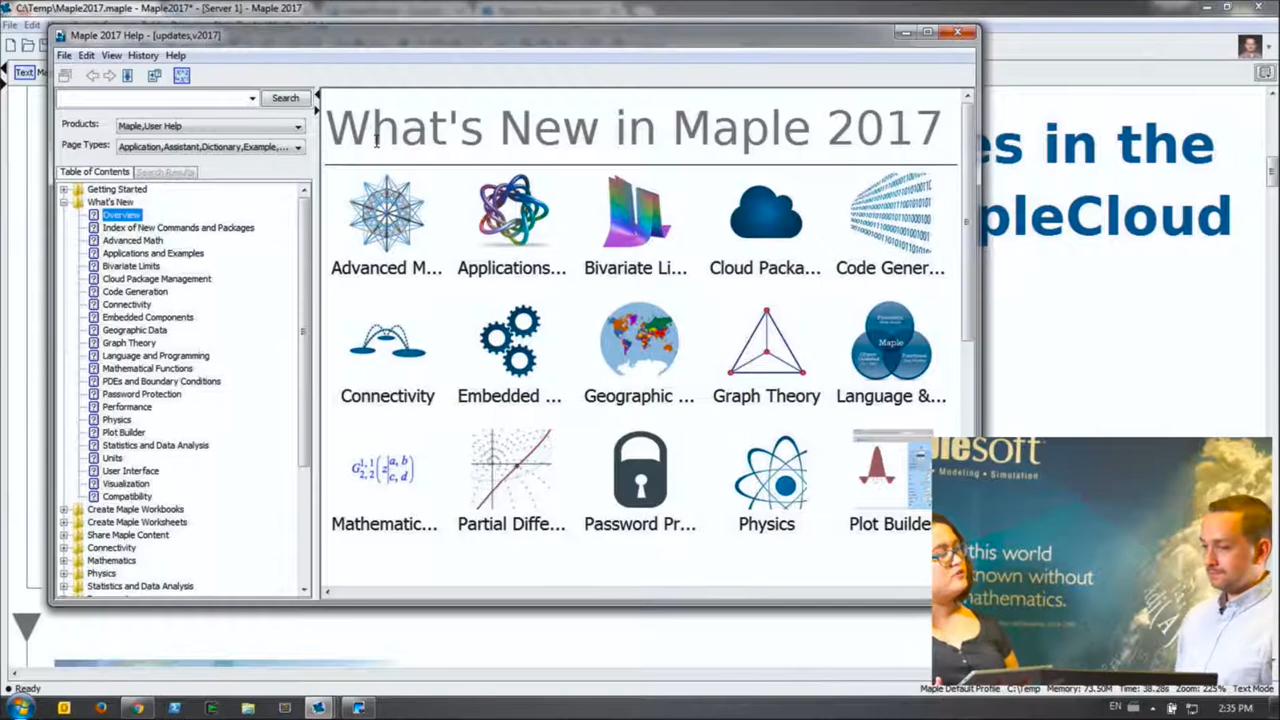 C:\Temp\Maple2017.maple - Maple2017* - [Server 1] - Maple 2017
File Edit
Maple 2017 Help - [updates,v2017]
File Edit View History Help
Text
Search
Products: Maple,User Help
Page Types: Application,Assistant,Dictionary,Example,...
Table of Contents Search Results
Getting Started
What's New
Overview
Index of New Commands and Packages
Advanced Math
Applications and Examples
Bivariate Limits
Cloud Package Management
Code Generation
Connectivity
Embedded Components
Geographic Data
Graph Theory
Language and Programming
Mathematical Functions
PDEs and Boundary Conditions
Password Protection
Performance
Physics
Plot Builder
Statistics and Data Analysis
Units
User Interface
Visualization
Compatibility
Create Maple Workbooks
Create Maple Worksheets
Share Maple Content
Connectivity
Mathematics
Physics
Statistics and Data Analysis
What's New in Maple 2017
Advanced M... Applications... Bivariate Li... Cloud Packa... Code Gener...
Maple
Connectivity Embedded ... Geographic ... Graph Theory Language &...
Mathematic... Partial Diffe... Password Pr... Physics Plot Builde
es in the
pleCloud
lesoft
Modeling • Simulation
this world
known without
mathematics.
Ready
Maple Default Profile C:\Temp Memory: 73.50M Time: 38.28s Zoom: 225% Text Mode
EN 2:35 PM